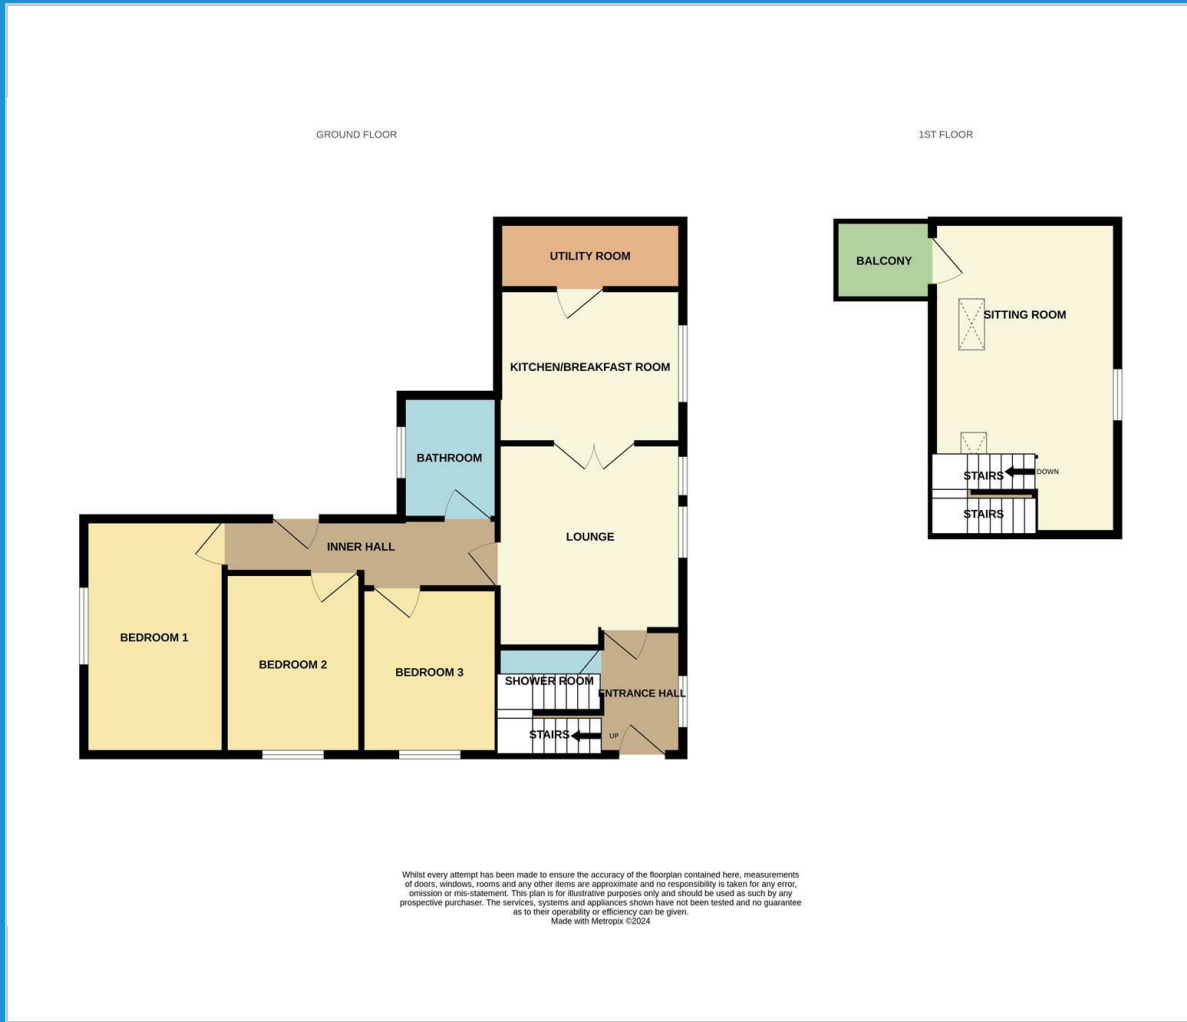 GROUND FLOOR
1ST FLOOR
UTILITY ROOM
BALCONY
SITTING ROOM
KITCHEN/BREAKFAST ROOM
BATHROOM
STAIRS
DOWN
STAIRS
LOUNGE
INNER HALL
BEDROOM 1
BEDROOM 2
BEDROOM 3
SHOWER ROOM
ENTRANCE HALL
STAIRS
UP
Whilst every attempt has been made to ensure the accuracy of the floorplan contained here, measurements
of doors, windows, rooms and any other items are approximate and no responsibility is taken for any error,
omission or mis-statement. This plan is for illustrative purposes only and should be used as such by any
prospective purchaser. The services, systems and appliances shown have not been tested and no guarantee
as to their operability or efficiency can be given.
Made with Metropix ©2024